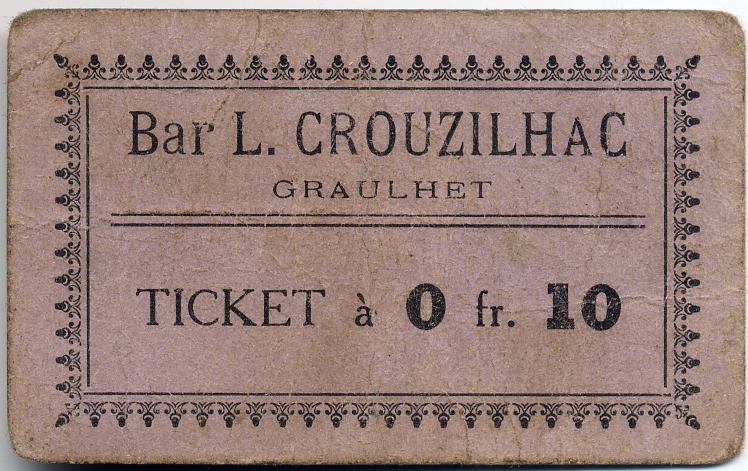 Bar L. CROUZILHAC
GRAULHET
TICKET à 0 fr. 10